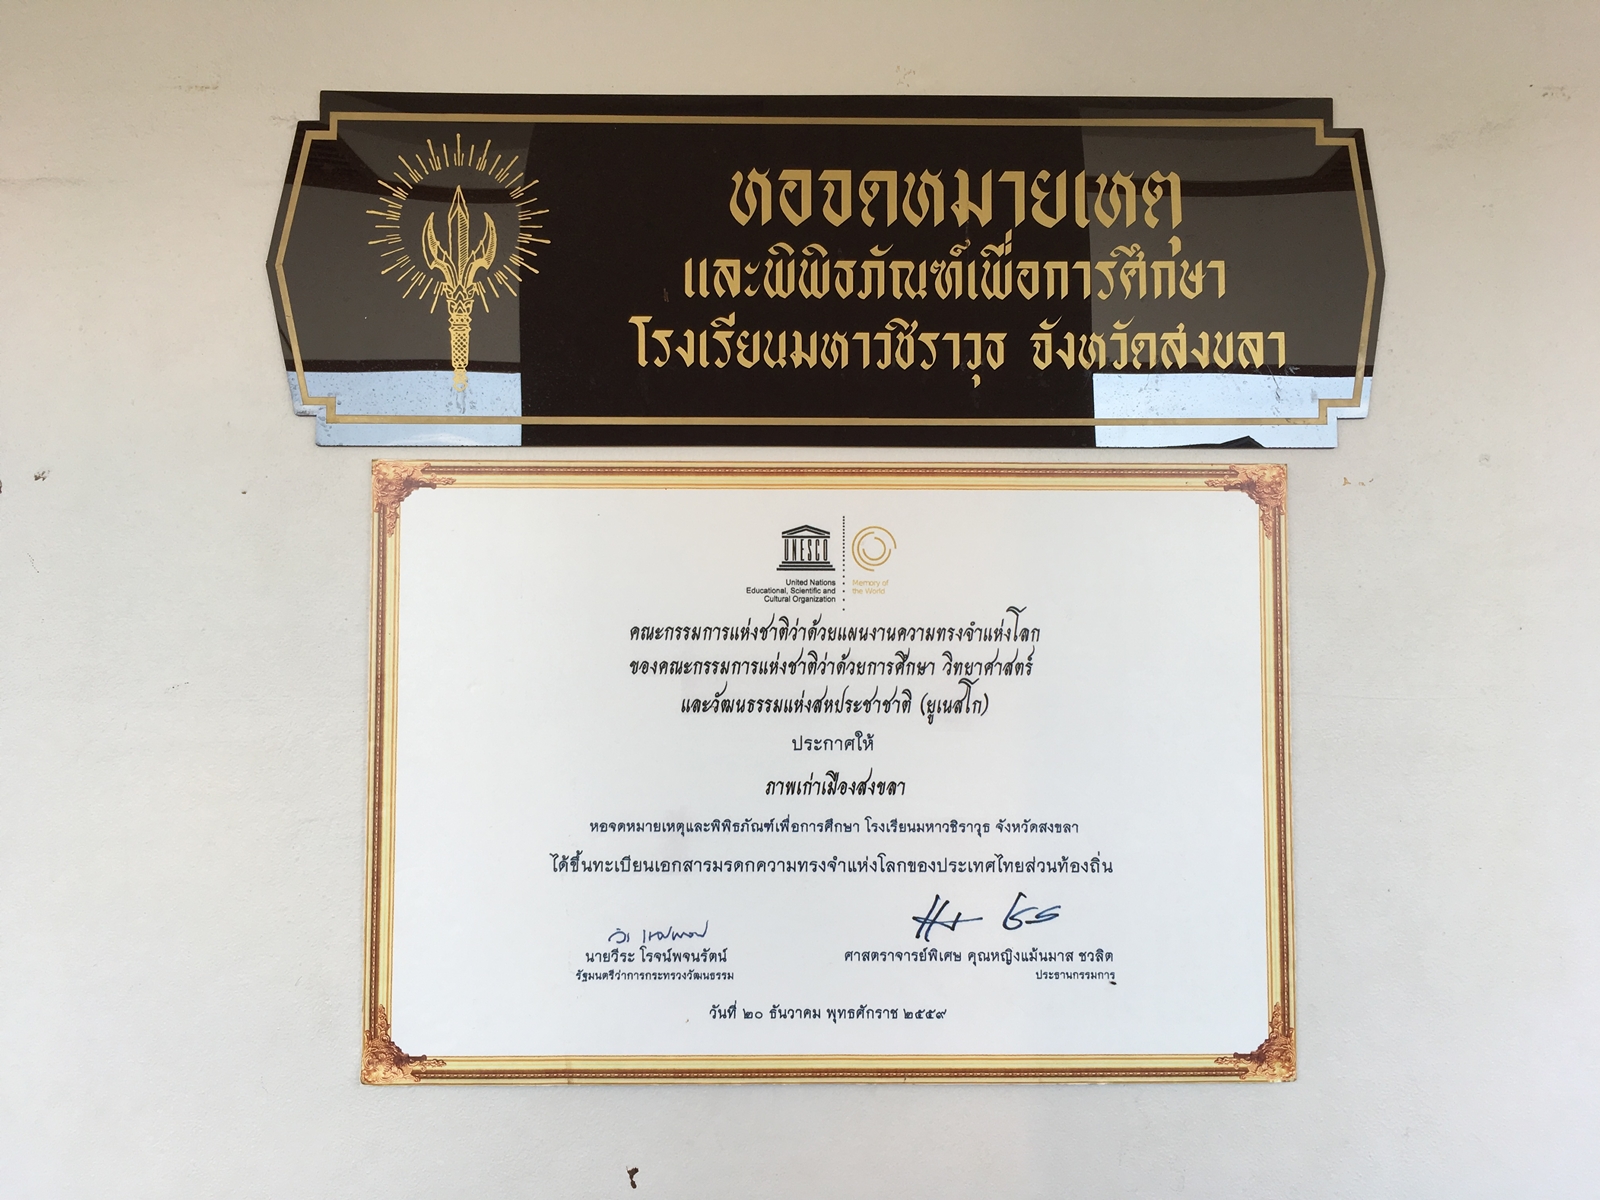 หอจดหมายเหตุ
และพิพิธภัณฑ์เพื่อการศึกษา
โรงเรียนมหาวชิราวุธ จังหวัดสงขลา
UNESCO
United Nations
Educational, Scientific and
Cultural Organization
Memory of
the World
คณะกรรมการแห่งชาติว่าด้วยแผนงานความทรงจำแห่งโลก
ของคณะกรรมการแห่งชาติว่าด้วยการศึกษา วิทยาศาสตร์
และวัฒนธรรมแห่งสหประชาชาติ (ยูเนสโก)
ประกาศให้
ภาพเก่าเมืองสงขลา
หอจดหมายเหตุและพิพิธภัณฑ์เพื่อการศึกษา โรงเรียนมหาวชิราวุธ จังหวัดสงขลา
ได้ขึ้นทะเบียนเอกสารมรดกความทรงจำแห่งโลกของประเทศไทยส่วนท้องถิ่น
นายวีระ โรจน์พจนรัตน์
รัฐมนตรีว่าการกระทรวงวัฒนธรรม
ศาสตราจารย์พิเศษ คุณหญิงแม้นมาส ชวลิต
ประธานกรรมการ
วันที่ ๒๐ ธันวาคม พุทธศักราช ๒๕๕๙